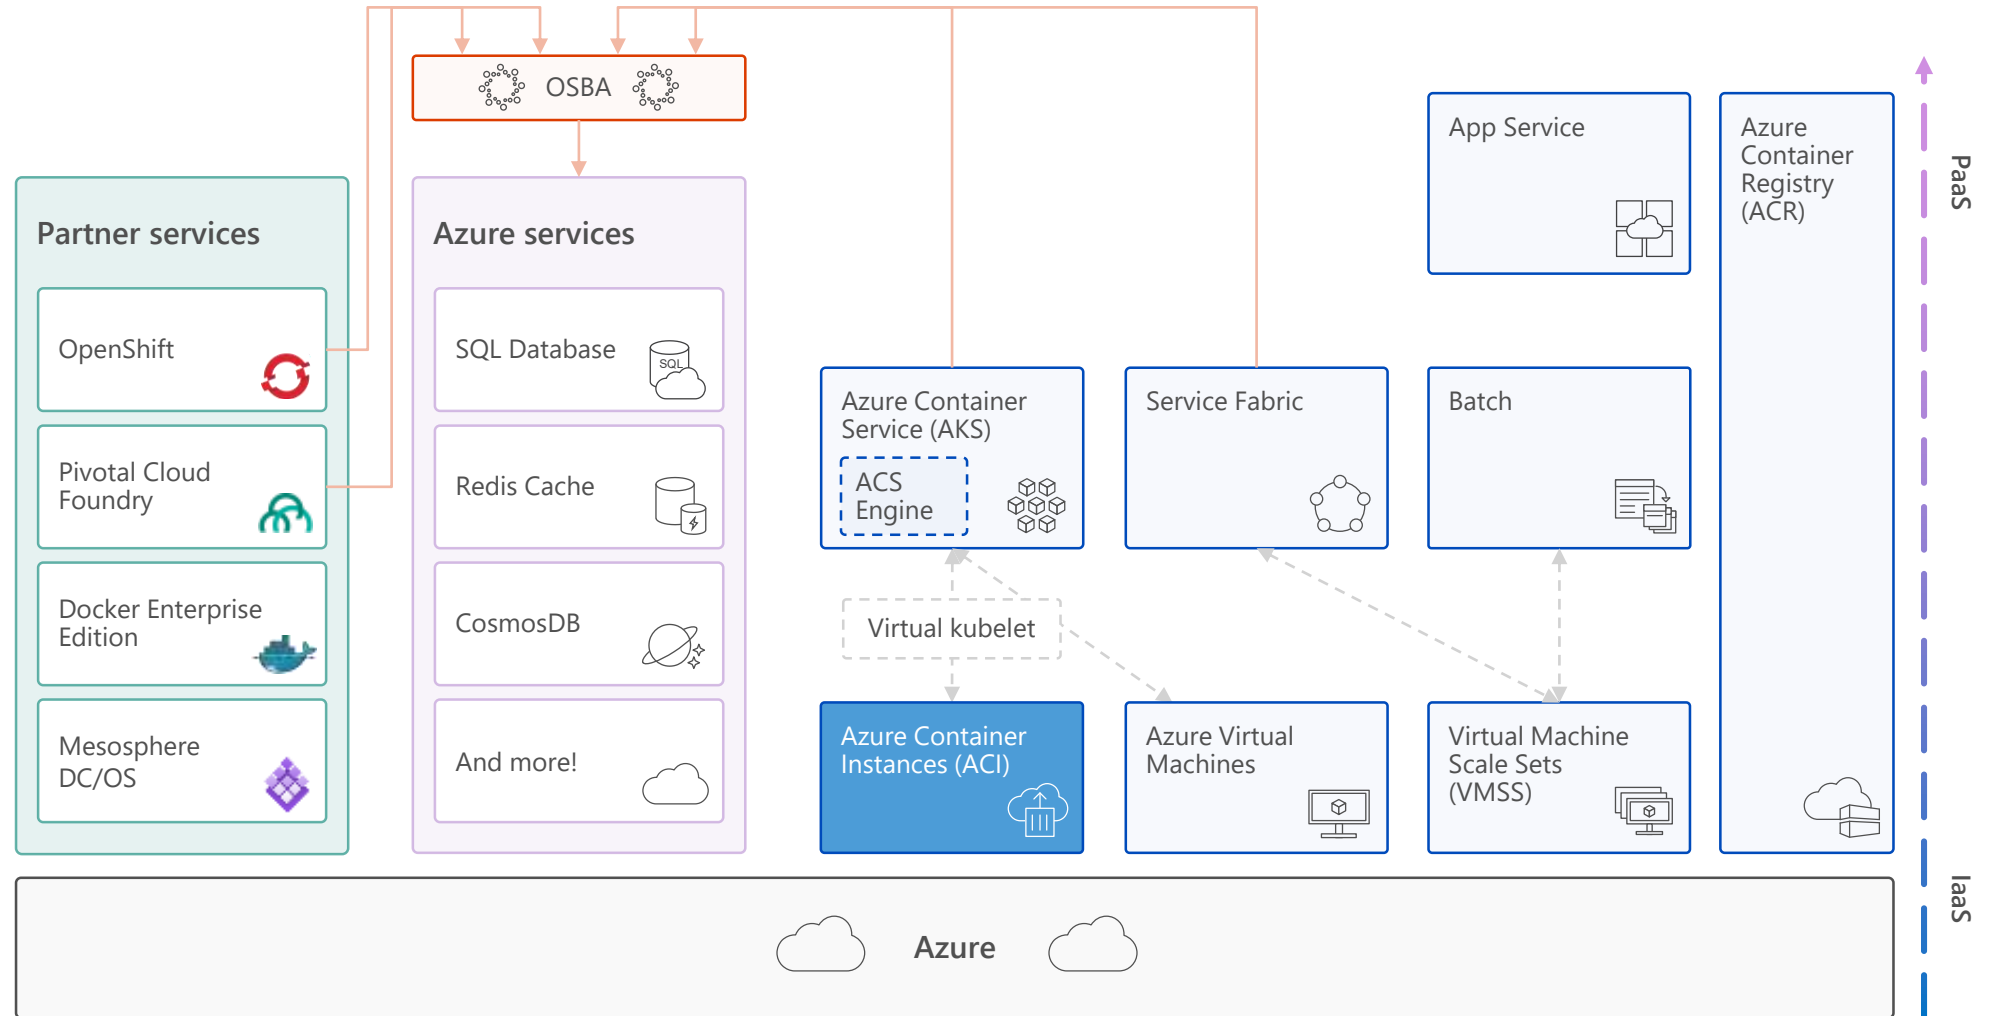 OSBA
Partner services
OpenShift
Pivotal Cloud
Foundry
Docker Enterprise
Edition
Mesosphere
DC/OS
Azure services
SQL Database
SQL
Redis Cache
CosmosDB
And more!
Azure Container
Service (AKS)
ACS
Engine
Service Fabric
App Service
Batch
Virtual kubelet
Azure Container
Instances (ACI)
Azure Virtual
Machines
Virtual Machine
Scale Sets
(VMSS)
Azure
Container
Registry
(ACR)
PaaS
IaaS
Azure